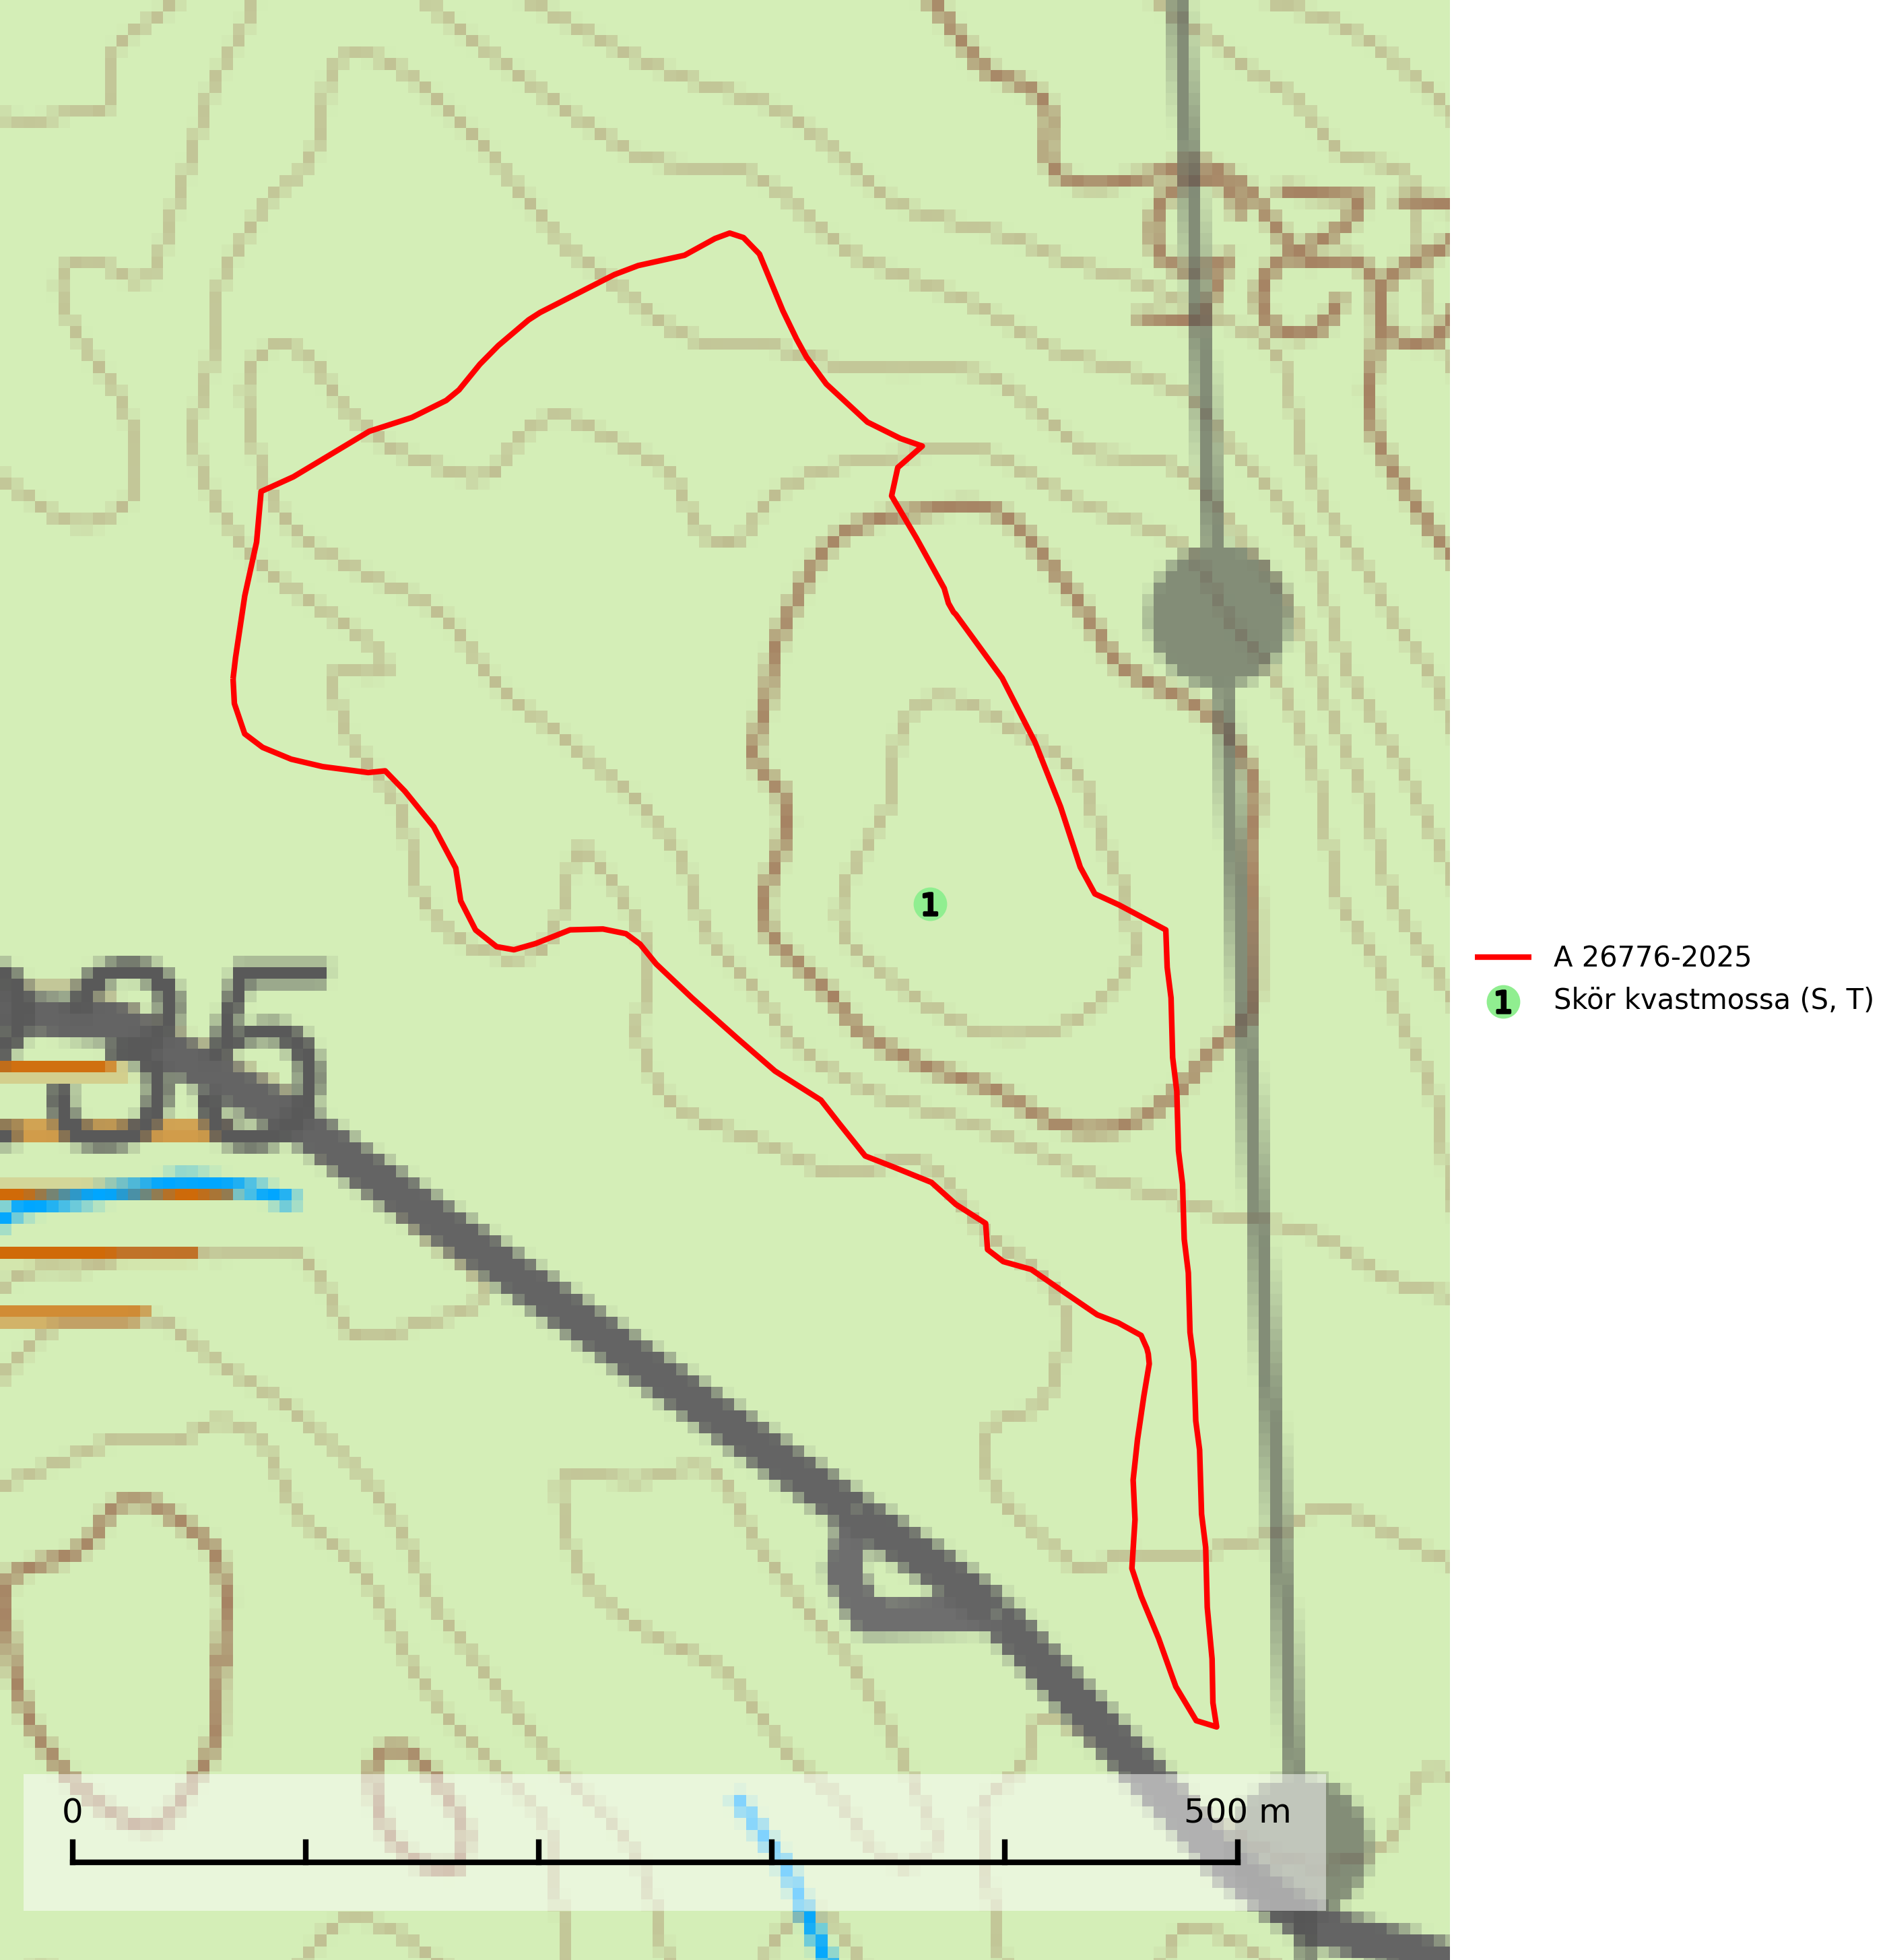 95
1
A 26776-2025
1 Skör kvastmossa (S, T)
0 500 m